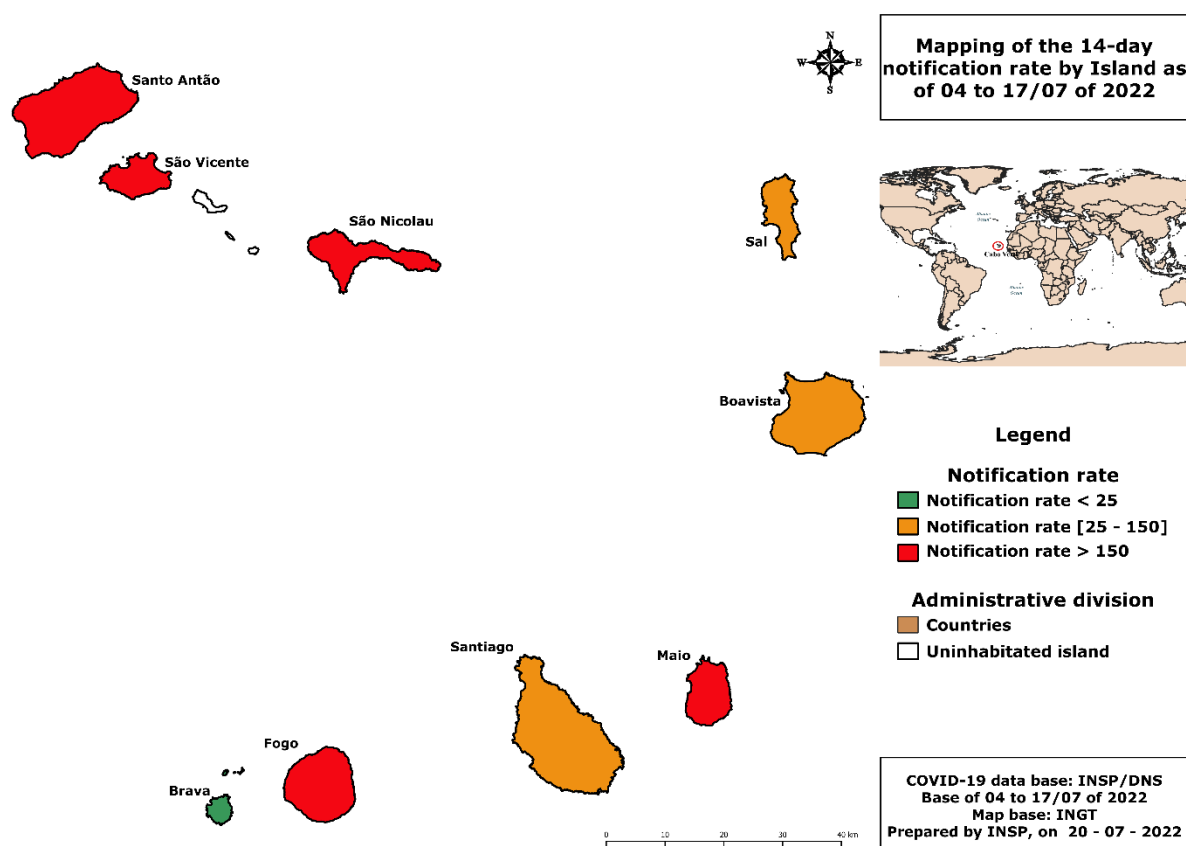 Mapping of the 14-day
notification rate by Island as
of 04 to 17/07 of 2022
N
W
E
S
Santo Antão
São Vicente
São Nicolau
Sal
Boavista
Santiago
Maio
Fogo
Brava
Legend
Notification rate
Notification rate < 25
Notification rate [25 - 150]
Notification rate > 150
Administrative division
Countries
Uninhabitated island
0 10 20 30 40 km
COVID-19 data base: INSP/DNS
Base of 04 to 17/07 of 2022
Map base: INGT
Prepared by INSP, on 20 - 07 - 2022